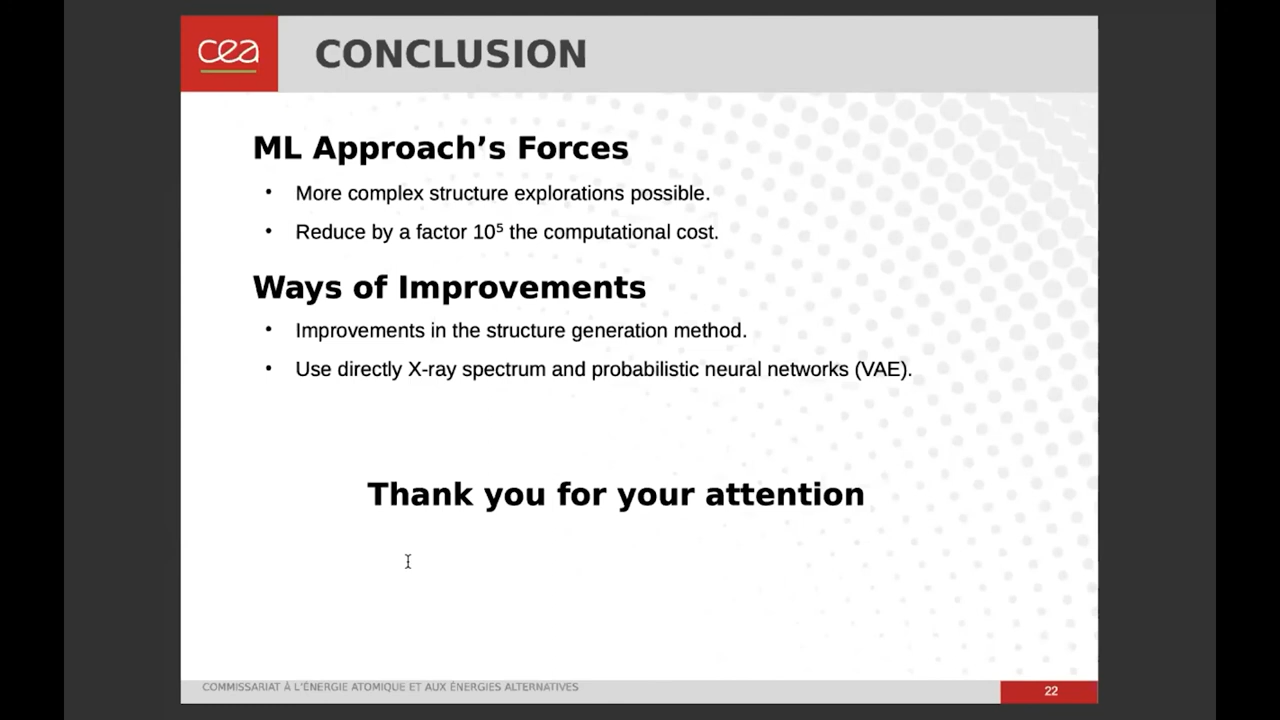 cea
CONCLUSION
ML Approach’s Forces
• More complex structure explorations possible.
• Reduce by a factor 10⁵ the computational cost.
Ways of Improvements
• Improvements in the structure generation method.
• Use directly X-ray spectrum and probabilistic neural networks (VAE).
Thank you for your attention
COMMISSARIAT À L'ÉNERGIE ATOMIQUE ET AUX ÉNERGIES ALTERNATIVES
22